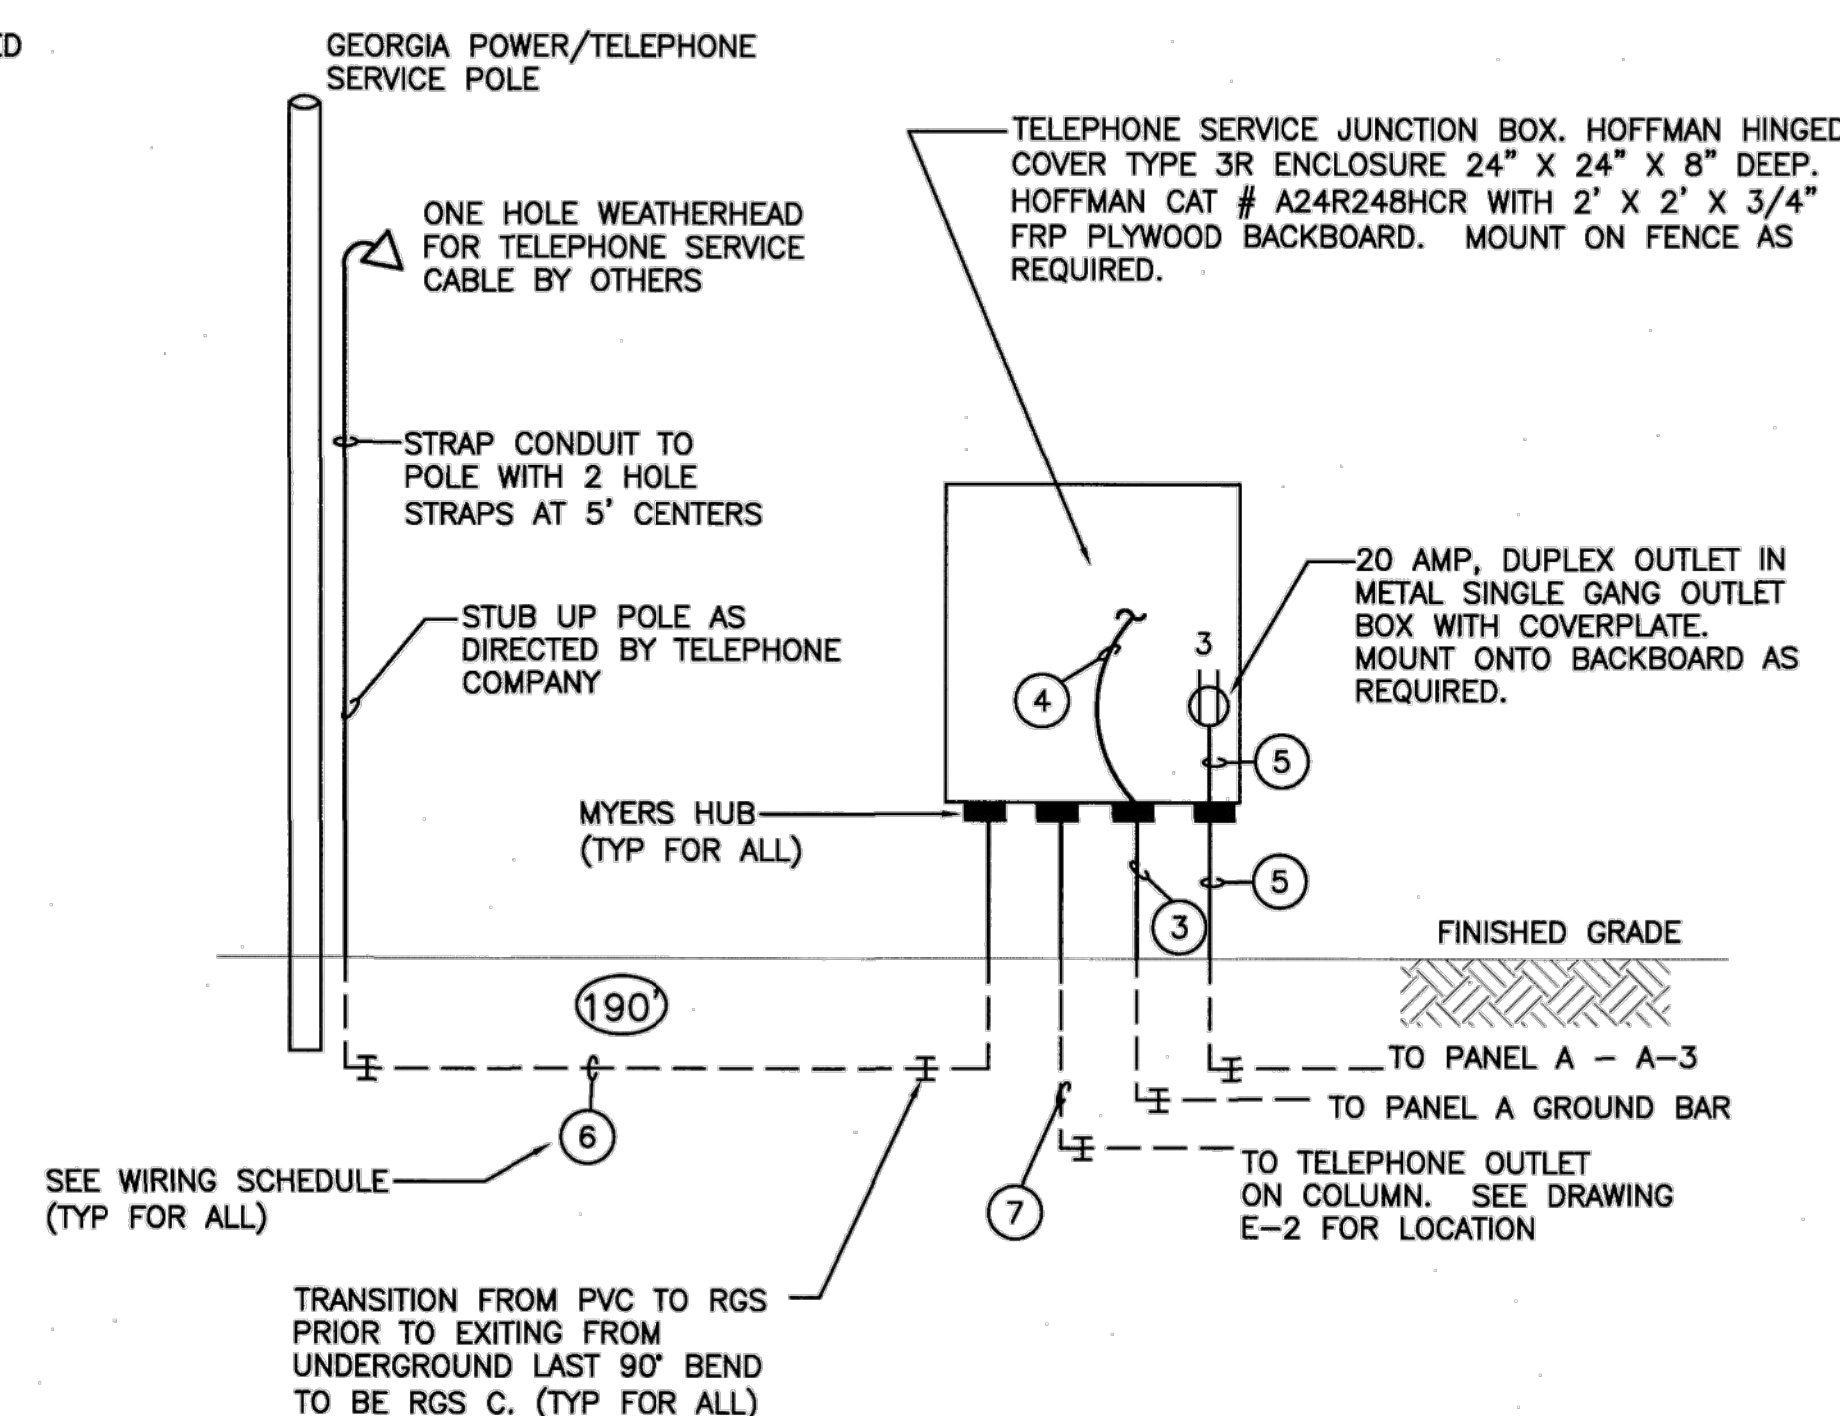 ED
GEORGIA POWER/TELEPHONE
SERVICE POLE
TELEPHONE SERVICE JUNCTION BOX. HOFFMAN HINGED
COVER TYPE 3R ENCLOSURE 24" X 24" X 8" DEEP.
HOFFMAN CAT # A24R248HCR WITH 2' X 2' X 3/4"
FRP PLYWOOD BACKBOARD. MOUNT ON FENCE AS
REQUIRED.
ONE HOLE WEATHERHEAD
FOR TELEPHONE SERVICE
CABLE BY OTHERS
STRAP CONDUIT TO
POLE WITH 2 HOLE
STRAPS AT 5' CENTERS
20 AMP, DUPLEX OUTLET IN
METAL SINGLE GANG OUTLET
BOX WITH COVERPLATE.
MOUNT ONTO BACKBOARD AS
REQUIRED.
STUB UP POLE AS
DIRECTED BY TELEPHONE
COMPANY
3
4
5
MYERS HUB
(TYP FOR ALL)
5
3
FINISHED GRADE
190'
TO PANEL A - A-3
TO PANEL A GROUND BAR
6
SEE WIRING SCHEDULE
(TYP FOR ALL)
7
TO TELEPHONE OUTLET
ON COLUMN. SEE DRAWING
E-2 FOR LOCATION
TRANSITION FROM PVC TO RGS
PRIOR TO EXITING FROM
UNDERGROUND LAST 90° BEND
TO BE RGS C. (TYP FOR ALL)